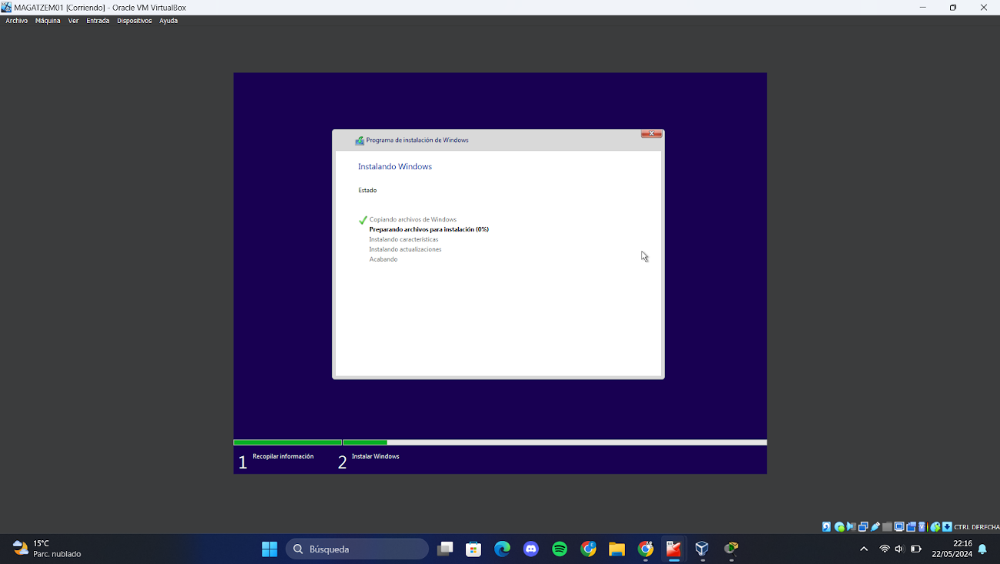 MAGATZEM01 [Corriendo] - Oracle VM VirtualBox
Archivo Máquina Ver Entrada Dispositivos Ayuda
Programa de instalación de Windows
Instalando Windows
Estado
Copiando archivos de Windows
Preparando archivos para instalación (0%)
Instalando características
Instalando actualizaciones
Acabando
1 Recopilar información 2 Instalar Windows
CTRL DERECHA
15°C
Parc. nublado
Búsqueda
22:16
22/05/2024